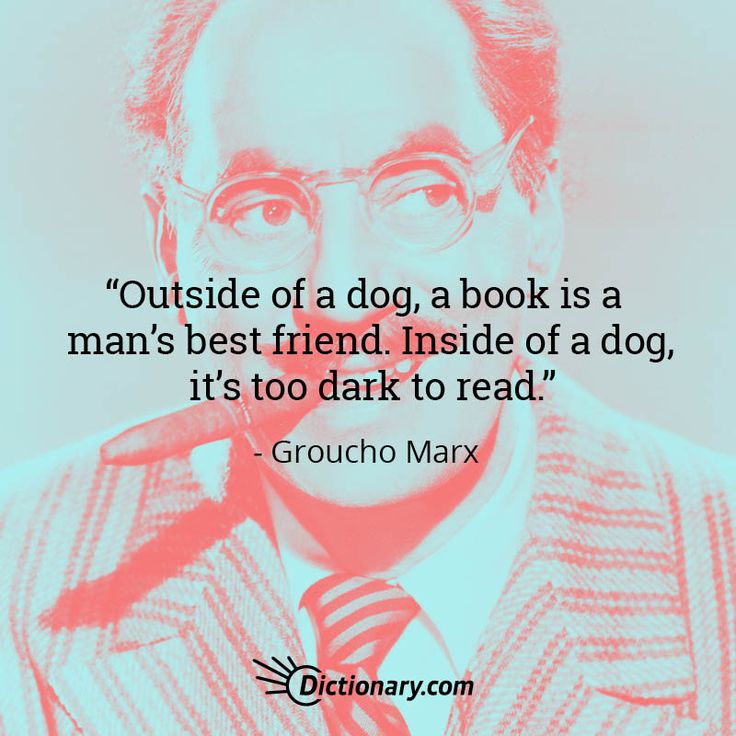 “Outside of a dog, a book is a
man’s best friend. Inside of a dog,
it’s too dark to read.”
- Groucho Marx
Dictionary.com